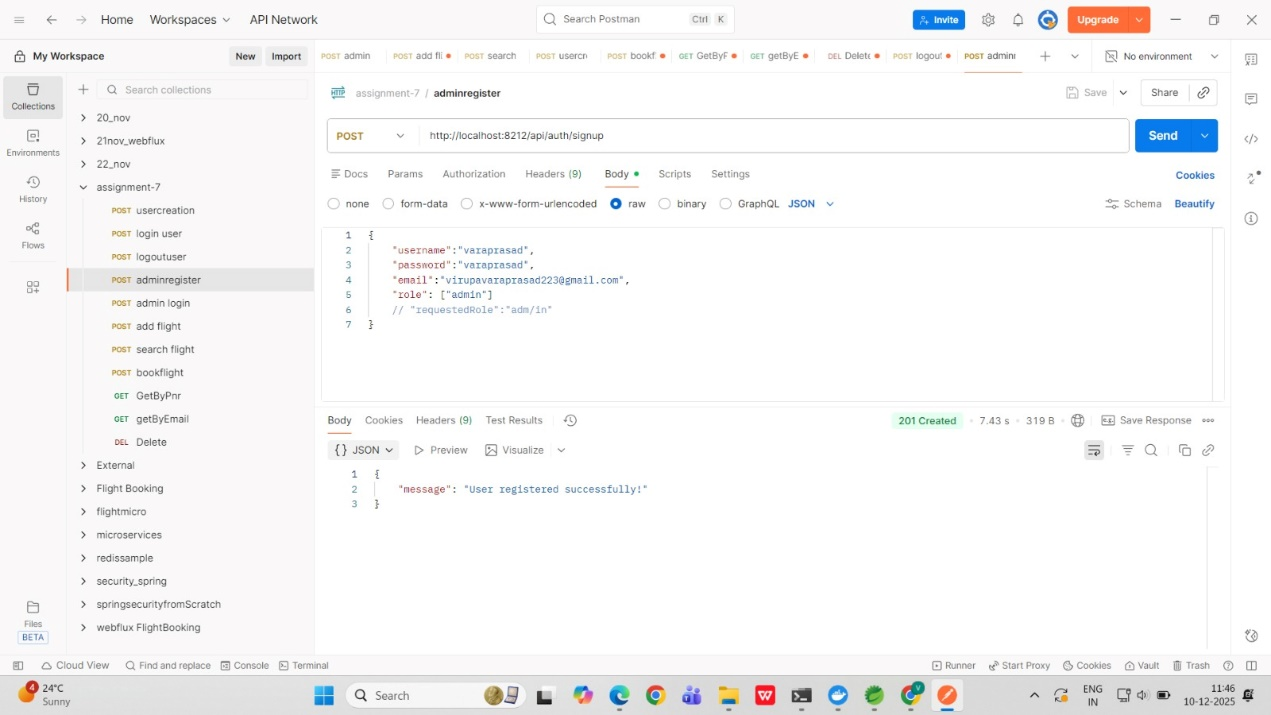 Home Workspaces API Network Search Postman Ctrl K Invite Upgrade
My Workspace New Import POST admin POST add fli POST search POST usercr POST bookf GET GetByF GET getByE DEL Delete POST logou POST admin No environment
Collections
Environments
History
Flows
Files
BETA
Search collections
20_nov
21nov_webflux
22_nov
assignment-7
POST usercreation
POST login user
POST logoutuser
POST adminregister
POST admin login
POST add flight
POST search flight
POST bookflight
GET GetByPnr
GET getByEmail
DEL Delete
External
Flight Booking
flightmicro
microservices
redissample
security_spring
springsecurityfromScratch
webflux FlightBooking
HTTP assignment-7 / adminregister Save Share
POST http://localhost:8212/api/auth/signup Send
Docs Params Authorization Headers (9) Body Scripts Settings Cookies
none form-data x-www-form-urlencoded raw binary GraphQL JSON Schema Beautify
1 {
2 "username":"varaprasad",
3 "password":"varaprasad",
4 "email":"virupavaraprasad223@gmail.com",
5 "role": ["admin"]
6 // "requestedRole":"adm/in"
7 }
Body Cookies Headers (9) Test Results 201 Created 7.43 s 319 B Save Response
{} JSON Preview Visualize
1 {
2 "message": "User registered successfully!"
3 }
Cloud View Find and replace Console Terminal Runner Start Proxy Cookies Vault Trash
4 24°C
Sunny
Search
ENG
IN
11:46
10-12-2025